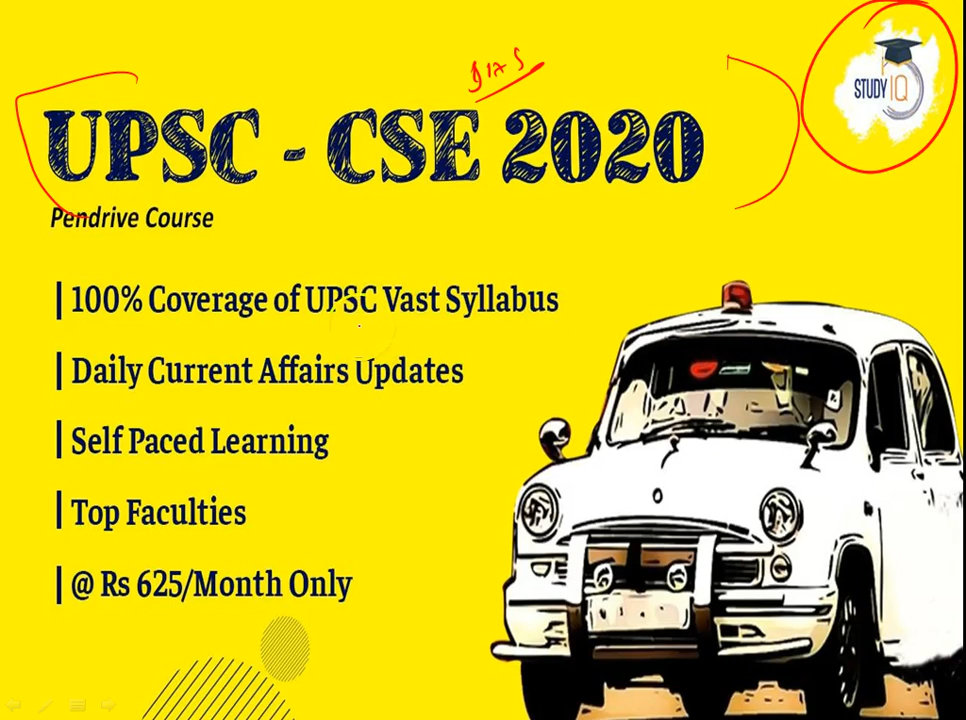 STUDY IQ
UPSC - CSE 2020
Pendrive Course
100% Coverage of UPSC Vast Syllabus
Daily Current Affairs Updates
Self Paced Learning
Top Faculties
@ Rs 625/Month Only